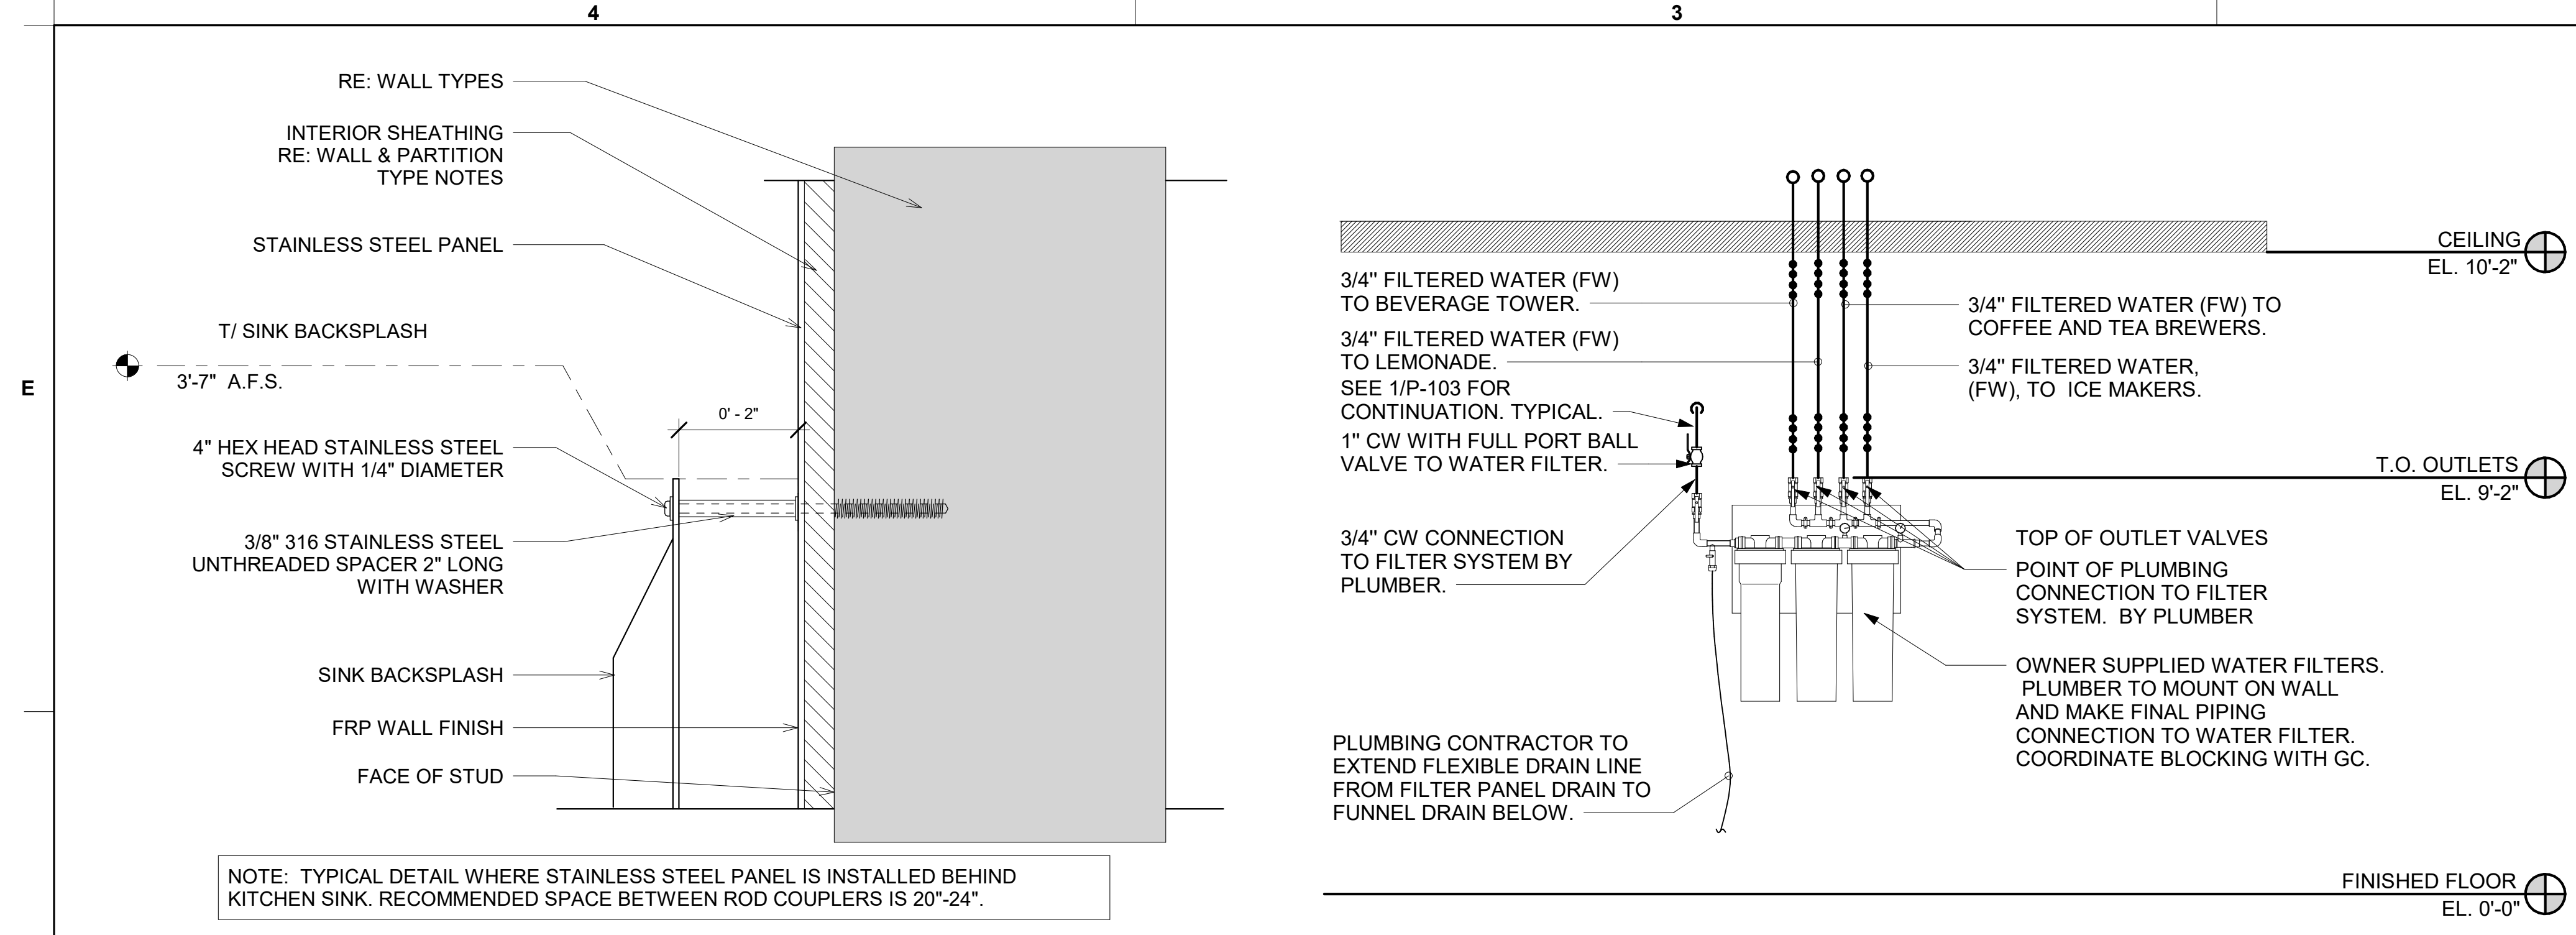 4
3
E
RE: WALL TYPES
INTERIOR SHEATHING
RE: WALL & PARTITION
TYPE NOTES
STAINLESS STEEL PANEL
T/ SINK BACKSPLASH
3'-7" A.F.S.
0' - 2"
4" HEX HEAD STAINLESS STEEL
SCREW WITH 1/4" DIAMETER
3/8" 316 STAINLESS STEEL
UNTHREADED SPACER 2" LONG
WITH WASHER
SINK BACKSPLASH
FRP WALL FINISH
FACE OF STUD
NOTE: TYPICAL DETAIL WHERE STAINLESS STEEL PANEL IS INSTALLED BEHIND
KITCHEN SINK. RECOMMENDED SPACE BETWEEN ROD COUPLERS IS 20"-24".
3/4" FILTERED WATER (FW)
TO BEVERAGE TOWER.
3/4" FILTERED WATER (FW)
TO LEMONADE.
SEE 1/P-103 FOR
CONTINUATION. TYPICAL.
1" CW WITH FULL PORT BALL
VALVE TO WATER FILTER.
3/4" CW CONNECTION
TO FILTER SYSTEM BY
PLUMBER.
PLUMBING CONTRACTOR TO
EXTEND FLEXIBLE DRAIN LINE
FROM FILTER PANEL DRAIN TO
FUNNEL DRAIN BELOW.
CEILING
EL. 10'-2"
3/4" FILTERED WATER (FW) TO
COFFEE AND TEA BREWERS.
3/4" FILTERED WATER,
(FW), TO ICE MAKERS.
T.O. OUTLETS
EL. 9'-2"
TOP OF OUTLET VALVES
POINT OF PLUMBING
CONNECTION TO FILTER
SYSTEM. BY PLUMBER
OWNER SUPPLIED WATER FILTERS.
PLUMBER TO MOUNT ON WALL
AND MAKE FINAL PIPING
CONNECTION TO WATER FILTER.
COORDINATE BLOCKING WITH GC.
FINISHED FLOOR
EL. 0'-0"